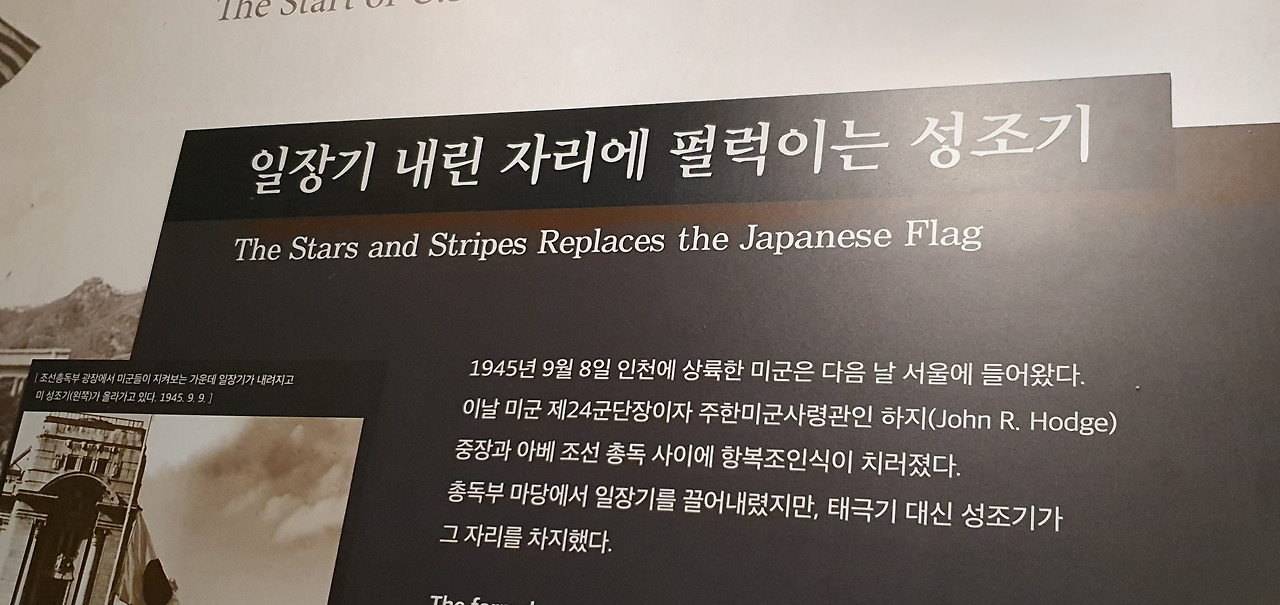 The Start of U.S
일장기 내린 자리에 펄럭이는 성조기
The Stars and Stripes Replaces the Japanese Flag
[ 조선총독부 광장에서 미군들이 지켜보는 가운데 일장기가 내려지고
미 성조기(왼쪽)가 올라가고 있다. 1945. 9. 9. ]
1945년 9월 8일 인천에 상륙한 미군은 다음 날 서울에 들어왔다.
이날 미군 제24군단장이자 주한미군사령관인 하지(John R. Hodge)
중장과 아베 조선 총독 사이에 항복조인식이 치러졌다.
총독부 마당에서 일장기를 끌어내렸지만, 태극기 대신 성조기가
그 자리를 차지했다.
The